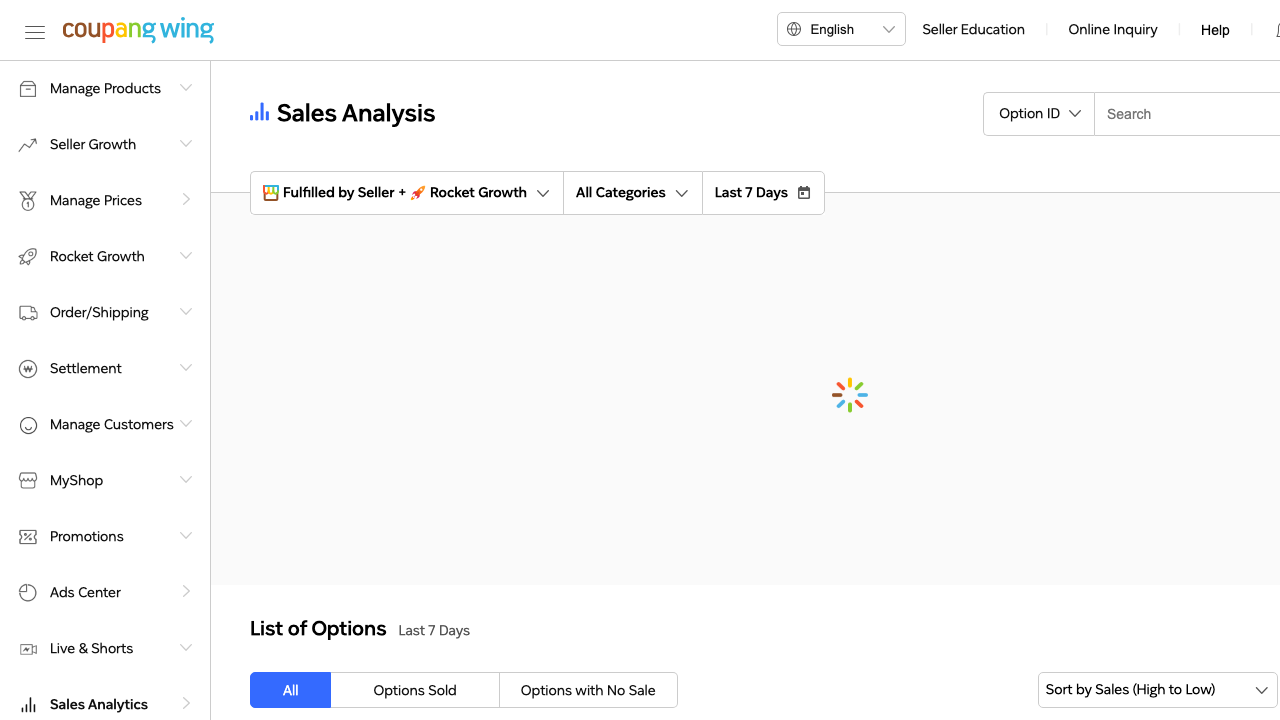 coupang wing
English
Seller Education
Online Inquiry
Help
Manage Products
Seller Growth
Manage Prices
Rocket Growth
Order/Shipping
Settlement
Manage Customers
MyShop
Promotions
Ads Center
Live & Shorts
Sales Analytics
Sales Analysis
Option ID
Search
Fulfilled by Seller + 🚀 Rocket Growth
All Categories
Last 7 Days
List of Options Last 7 Days
All
Options Sold
Options with No Sale
Sort by Sales (High to Low)